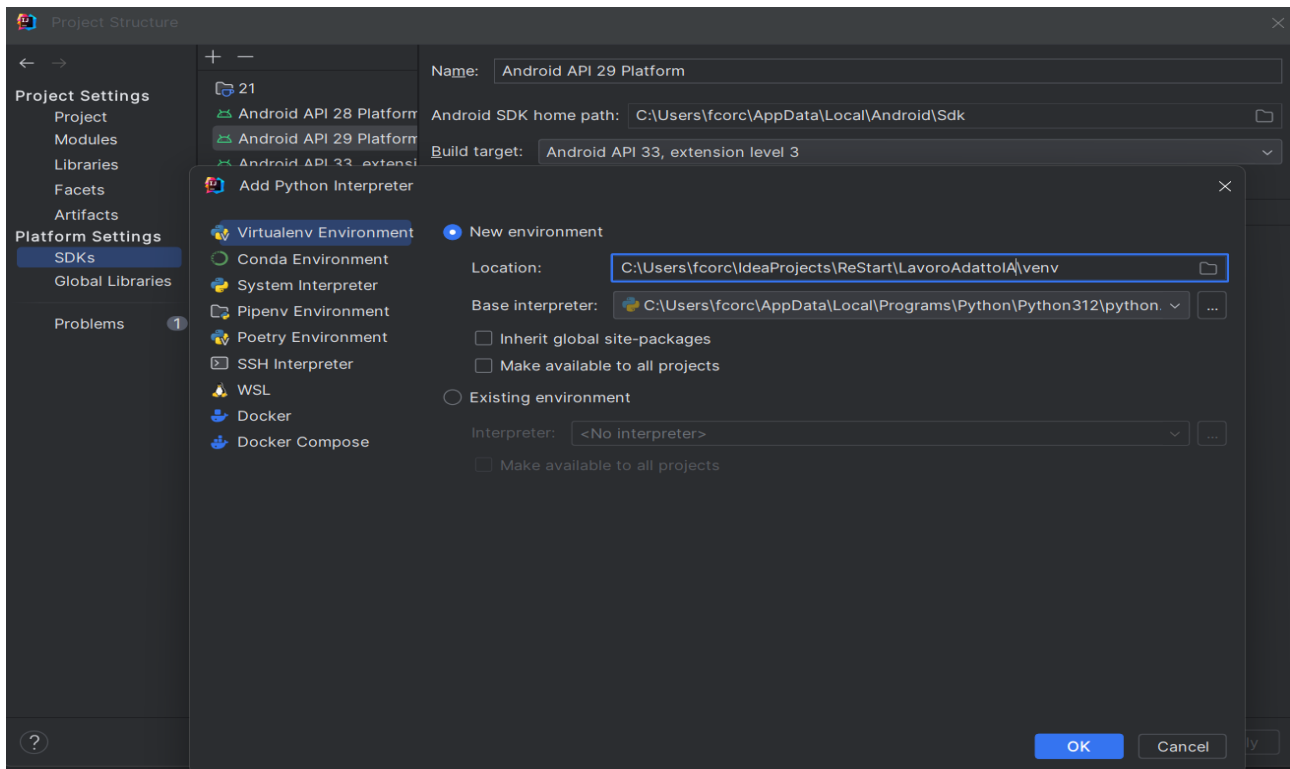 Project Structure
Project Settings
Project
Modules
Libraries
Facets
Artifacts
Platform Settings
SDKs
Global Libraries
Problems 1
21
Android API 28 Platform
Android API 29 Platform
Android API 33, extensi
Name: Android API 29 Platform
Android SDK home path: C:\Users\fcorc\AppData\Local\Android\Sdk
Build target: Android API 33, extension level 3
Add Python Interpreter
Virtualenv Environment
Conda Environment
System Interpreter
Pipenv Environment
Poetry Environment
SSH Interpreter
WSL
Docker
Docker Compose
New environment
Location: C:\Users\fcorc\IdeaProjects\ReStart\LavoroAdattoIA\venv
Base interpreter: C:\Users\fcorc\AppData\Local\Programs\Python\Python312\python. ...
Inherit global site-packages
Make available to all projects
Existing environment
Interpreter: <No interpreter> ...
Make available to all projects
?
OK Cancel
ly